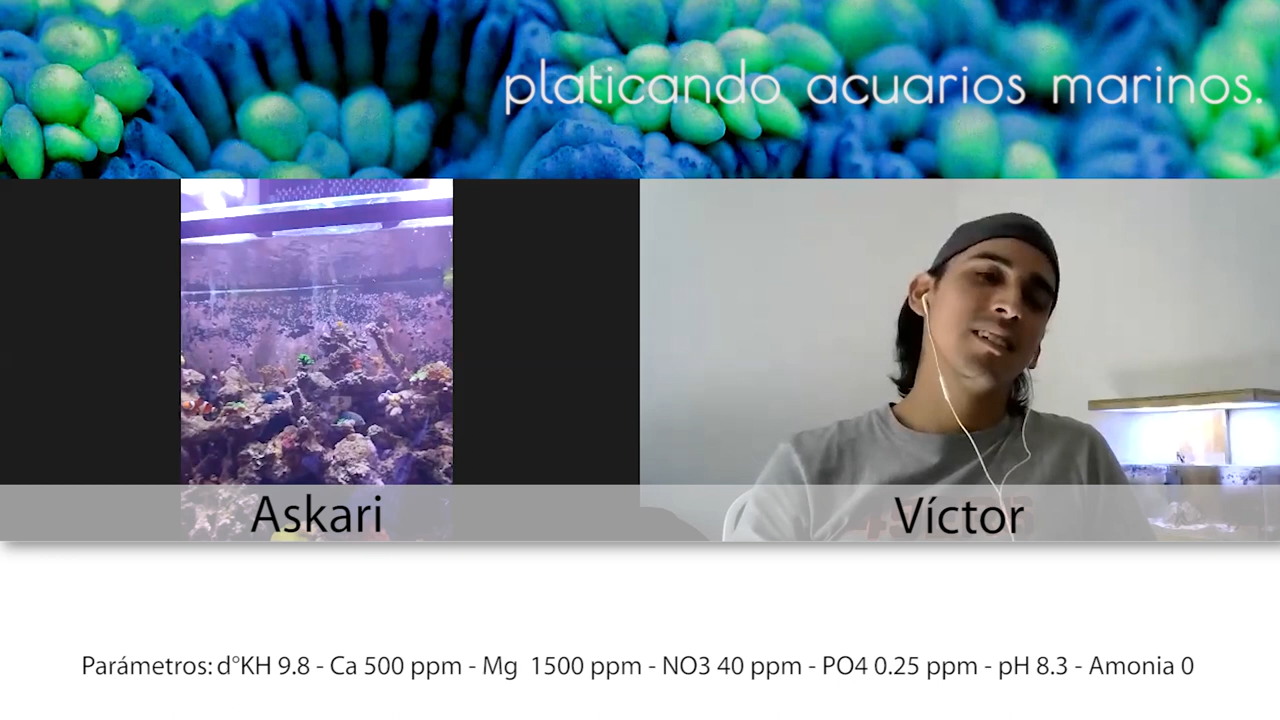 platicando acuarios marinos.
Askari
Víctor
Parámetros: d°KH 9.8 - Ca 500 ppm - Mg 1500 ppm - NO3 40 ppm - PO4 0.25 ppm - pH 8.3 - Amonia 0